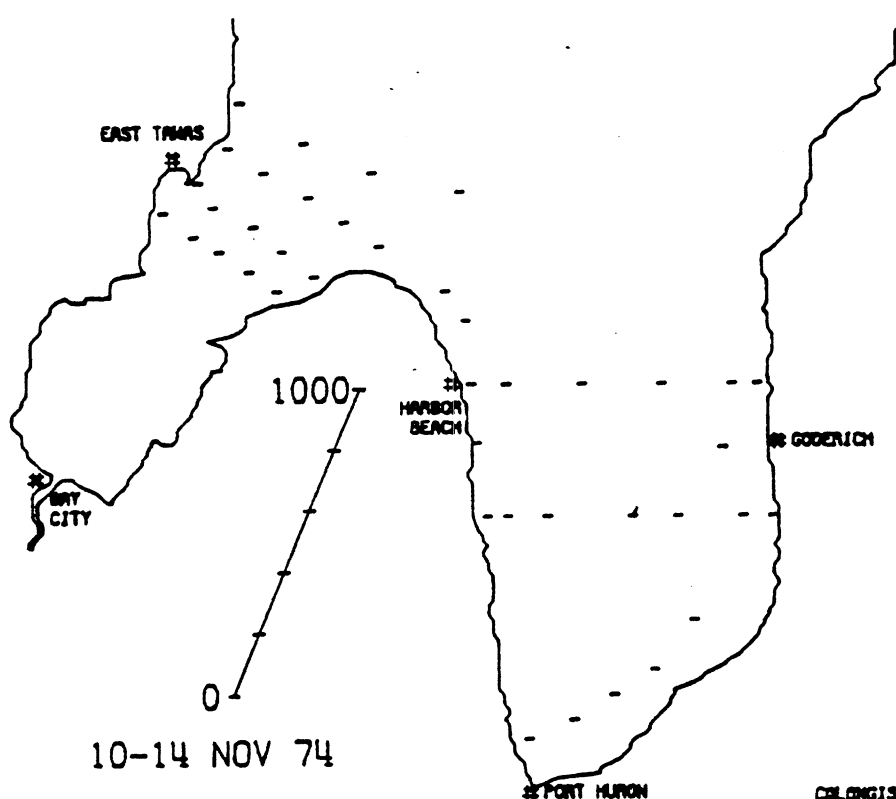 EAST TAWAS
1000
HARBOR
BEACH
GODERICH
BAY
CITY
0
10-14 NOV 74
PORT HURON